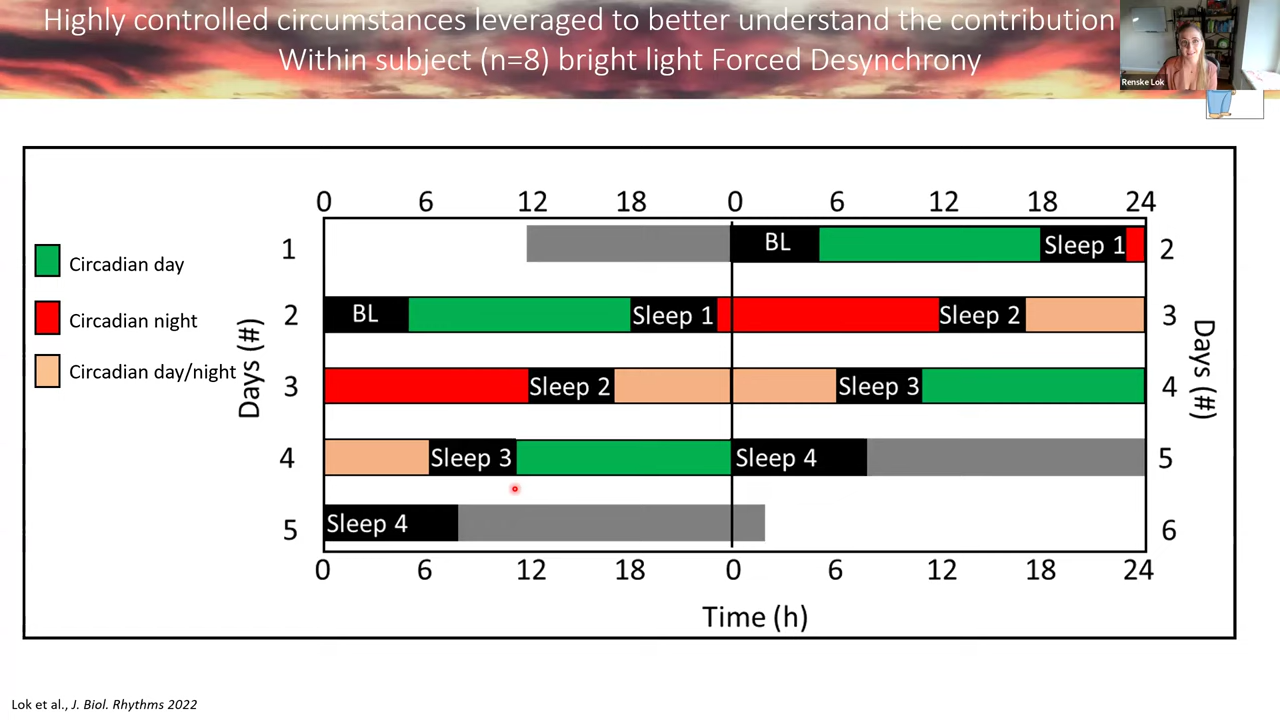 Highly controlled circumstances leveraged to better understand the contribution
Within subject (n=8) bright light Forced Desynchrony
Renske Lok
0 6 12 18 0 6 12 18 24
Circadian day
Circadian night
Circadian day/night
Days (#)
1 BL Sleep 1 2
2 BL Sleep 1 Sleep 2 3
3 Sleep 2 Sleep 3 4
4 Sleep 3 Sleep 4 5
5 Sleep 4 6
Days (#)
0 6 12 18 0 6 12 18 24
Time (h)
Lok et al., J. Biol. Rhythms 2022